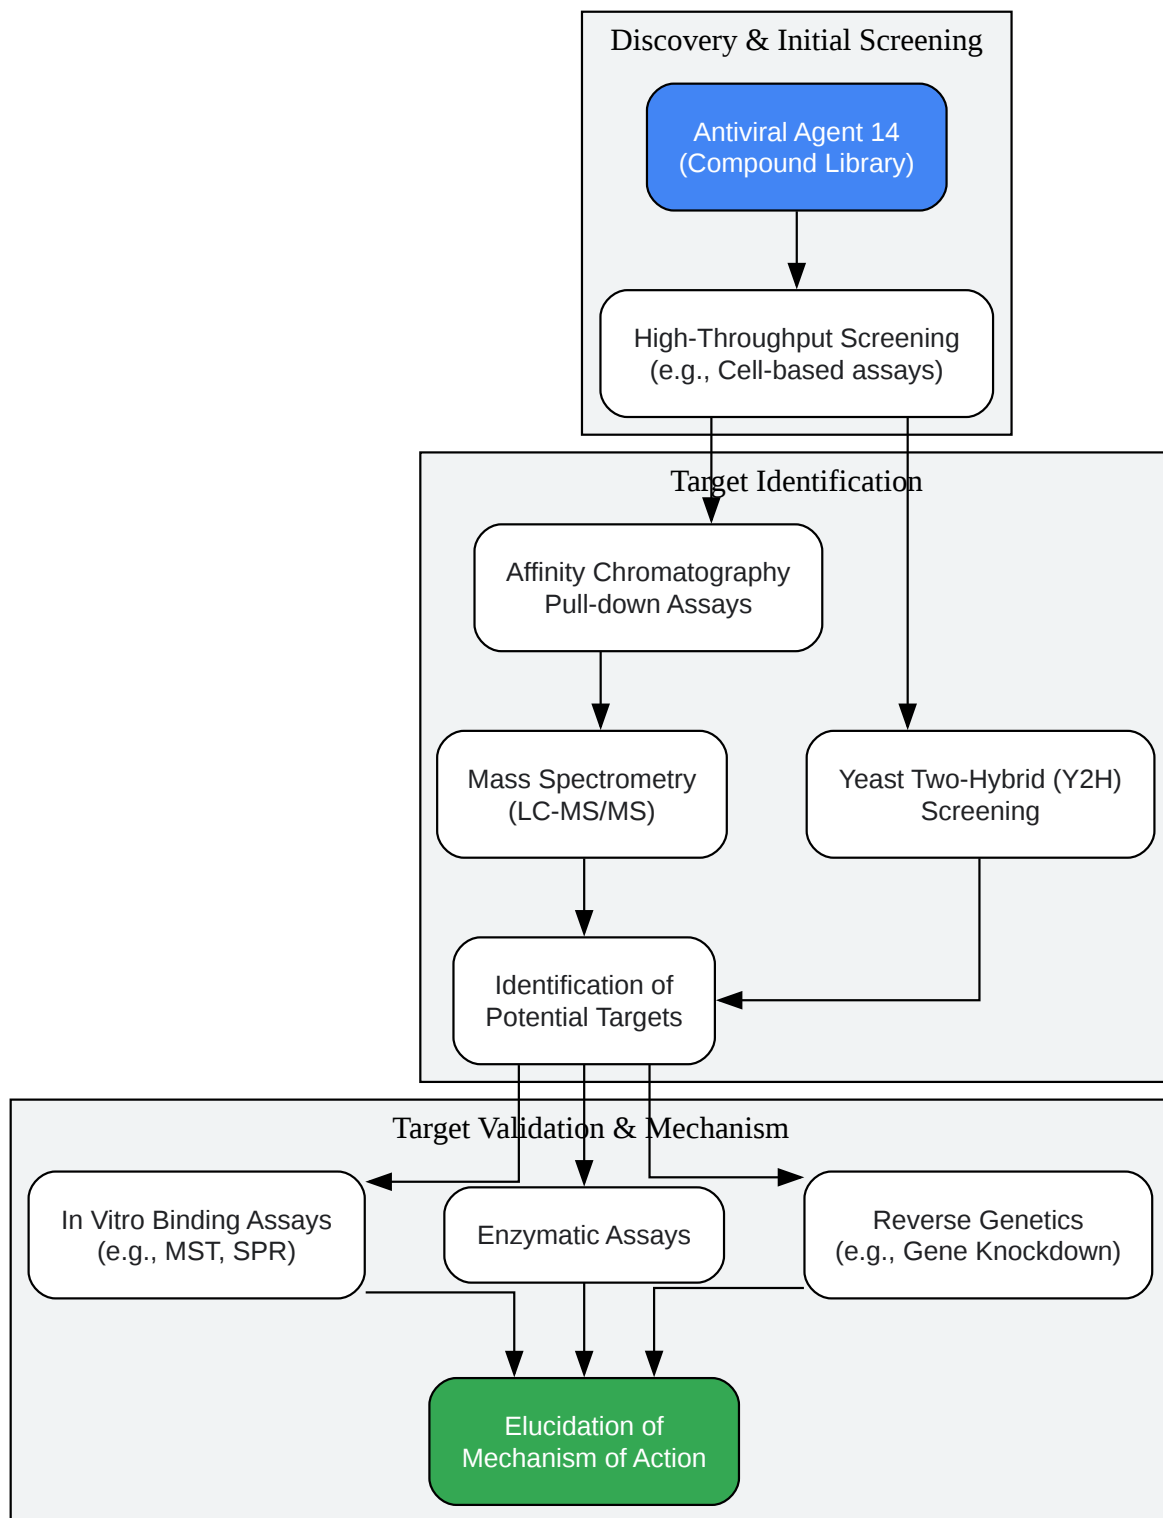 Discovery & Initial Screening
Antiviral Agent 14
(Compound Library)
High-Throughput Screening
(e.g., Cell-based assays)
Target Identification
Affinity Chromatography
Pull-down Assays
Mass Spectrometry
(LC-MS/MS)
Yeast Two-Hybrid (Y2H)
Screening
Identification of
Potential Targets
Target Validation & Mechanism
In Vitro Binding Assays
(e.g., MST, SPR)
Enzymatic Assays
Reverse Genetics
(e.g., Gene Knockdown)
Elucidation of
Mechanism of Action